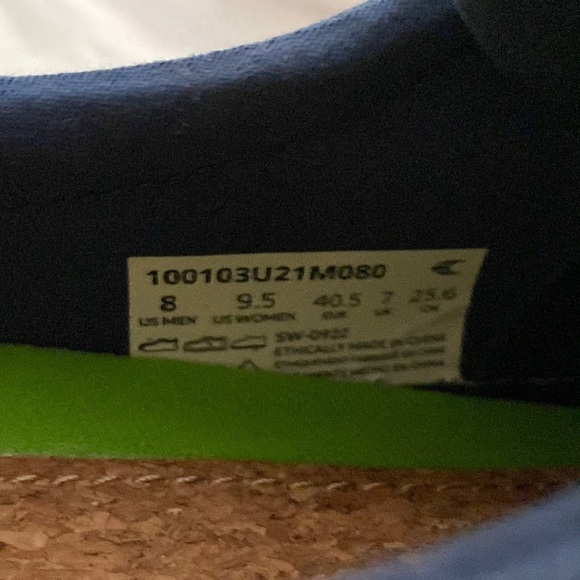 100103U21M080
8 9.5 40.5 7 25.6
US MEN US WOMEN EUR UK CM
SW-0922
ETHICALLY MADE IN CHINA